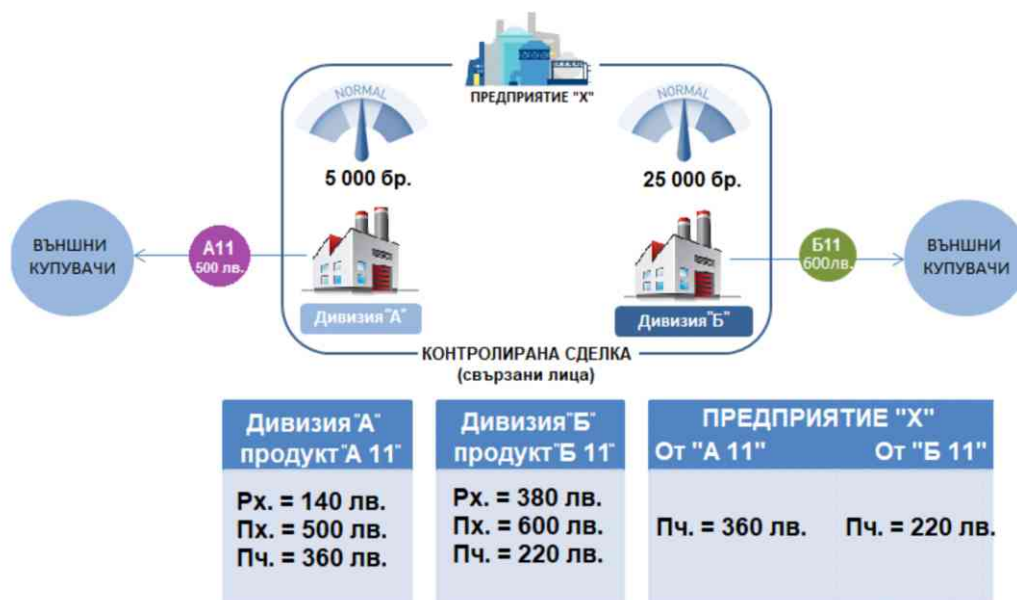 ПРЕДПРИЯТИЕ "Х"
NORMAL
NORMAL
5 000 бр.
25 000 бр.
ВЪНШНИ
КУПУВАЧИ
А11
500 лв.
Б11
600лв.
ВЪНШНИ
КУПУВАЧИ
Дивизия"А"
Дивизия"Б"
КОНТРОЛИРАНА СДЕЛКА
(свързани лица)
Дивизия"А"
продукт"А 11"
Рх. = 140 лв.
Пх. = 500 лв.
Пч. = 360 лв.
Дивизия"Б"
продукт"Б 11"
Рх. = 380 лв.
Пх. = 600 лв.
Пч. = 220 лв.
ПРЕДПРИЯТИЕ "Х"
От "А 11"
От "Б 11"
Пч. = 360 лв.
Пч. = 220 лв.